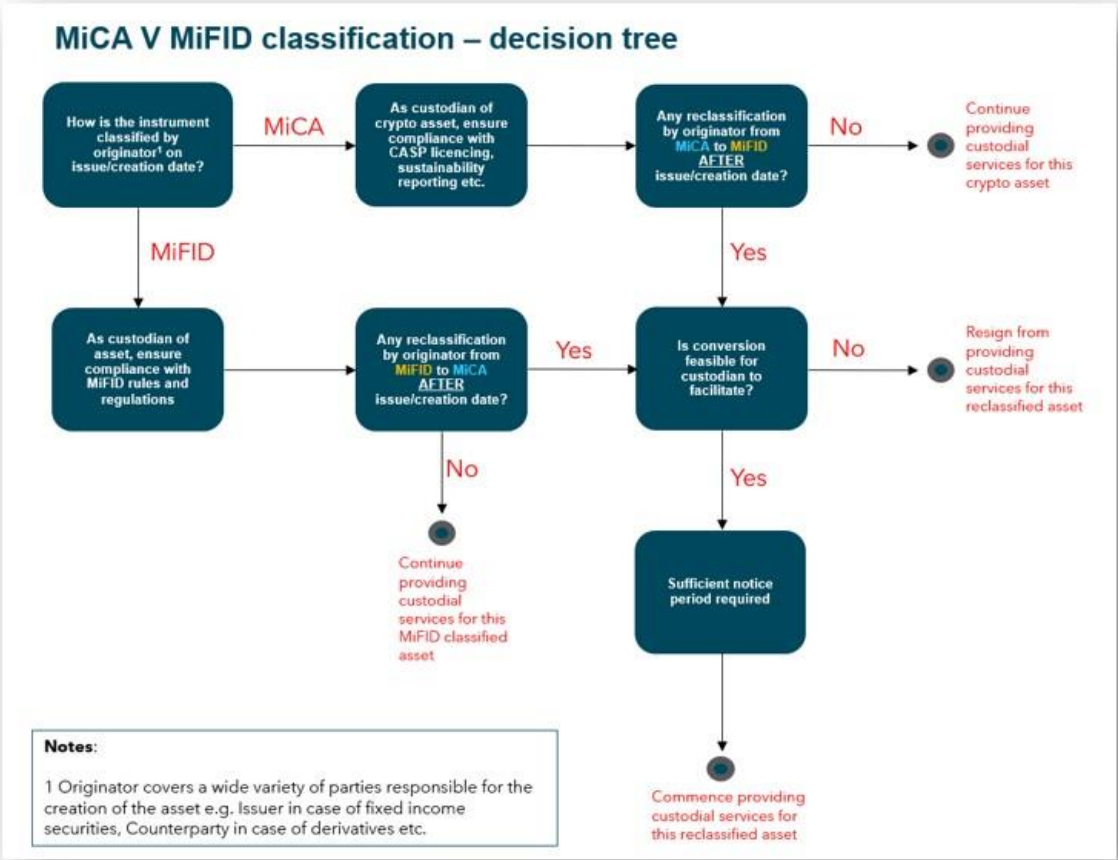 MiCA V MiFID classification – decision tree
How is the instrument
classified by
originator¹ on
issue/creation date?
MiCA
As custodian of
crypto asset, ensure
compliance with
CASP licencing,
sustainability
reporting etc.
Any reclassification
by originator from
MiCA to MiFID
AFTER
issue/creation date?
No
Continue
providing
custodial
services for this
crypto asset
MiFID
Yes
As custodian of
asset, ensure
compliance with
MiFID rules and
regulations
Any reclassification
by originator from
MiFID to MiCA
AFTER
issue/creation date?
Yes
Is conversion
feasible for
custodian to
facilitate?
No
Resign from
providing
custodial
services for this
reclassified asset
No
Yes
Continue
providing
custodial
services for this
MiFID classified
asset
Sufficient notice
period required
Commence providing
custodial services for
this reclassified asset
Notes:
1 Originator covers a wide variety of parties responsible for the
creation of the asset e.g. Issuer in case of fixed income
securities, Counterparty in case of derivatives etc.